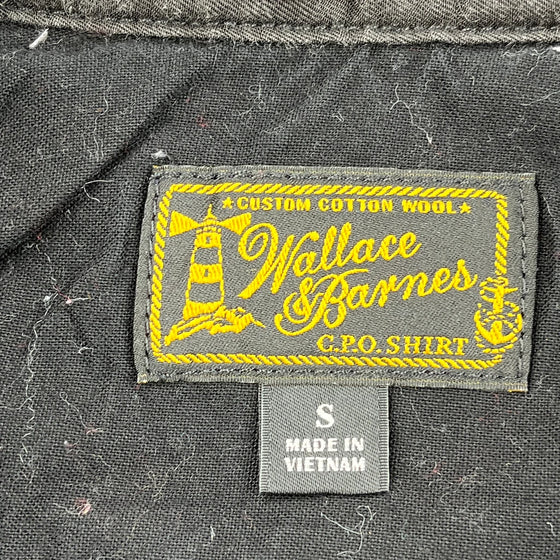 ★ CUSTOM COTTON WOOL ★
Wallace
& Barnes
C.P.O. SHIRT
S
MADE IN
VIETNAM